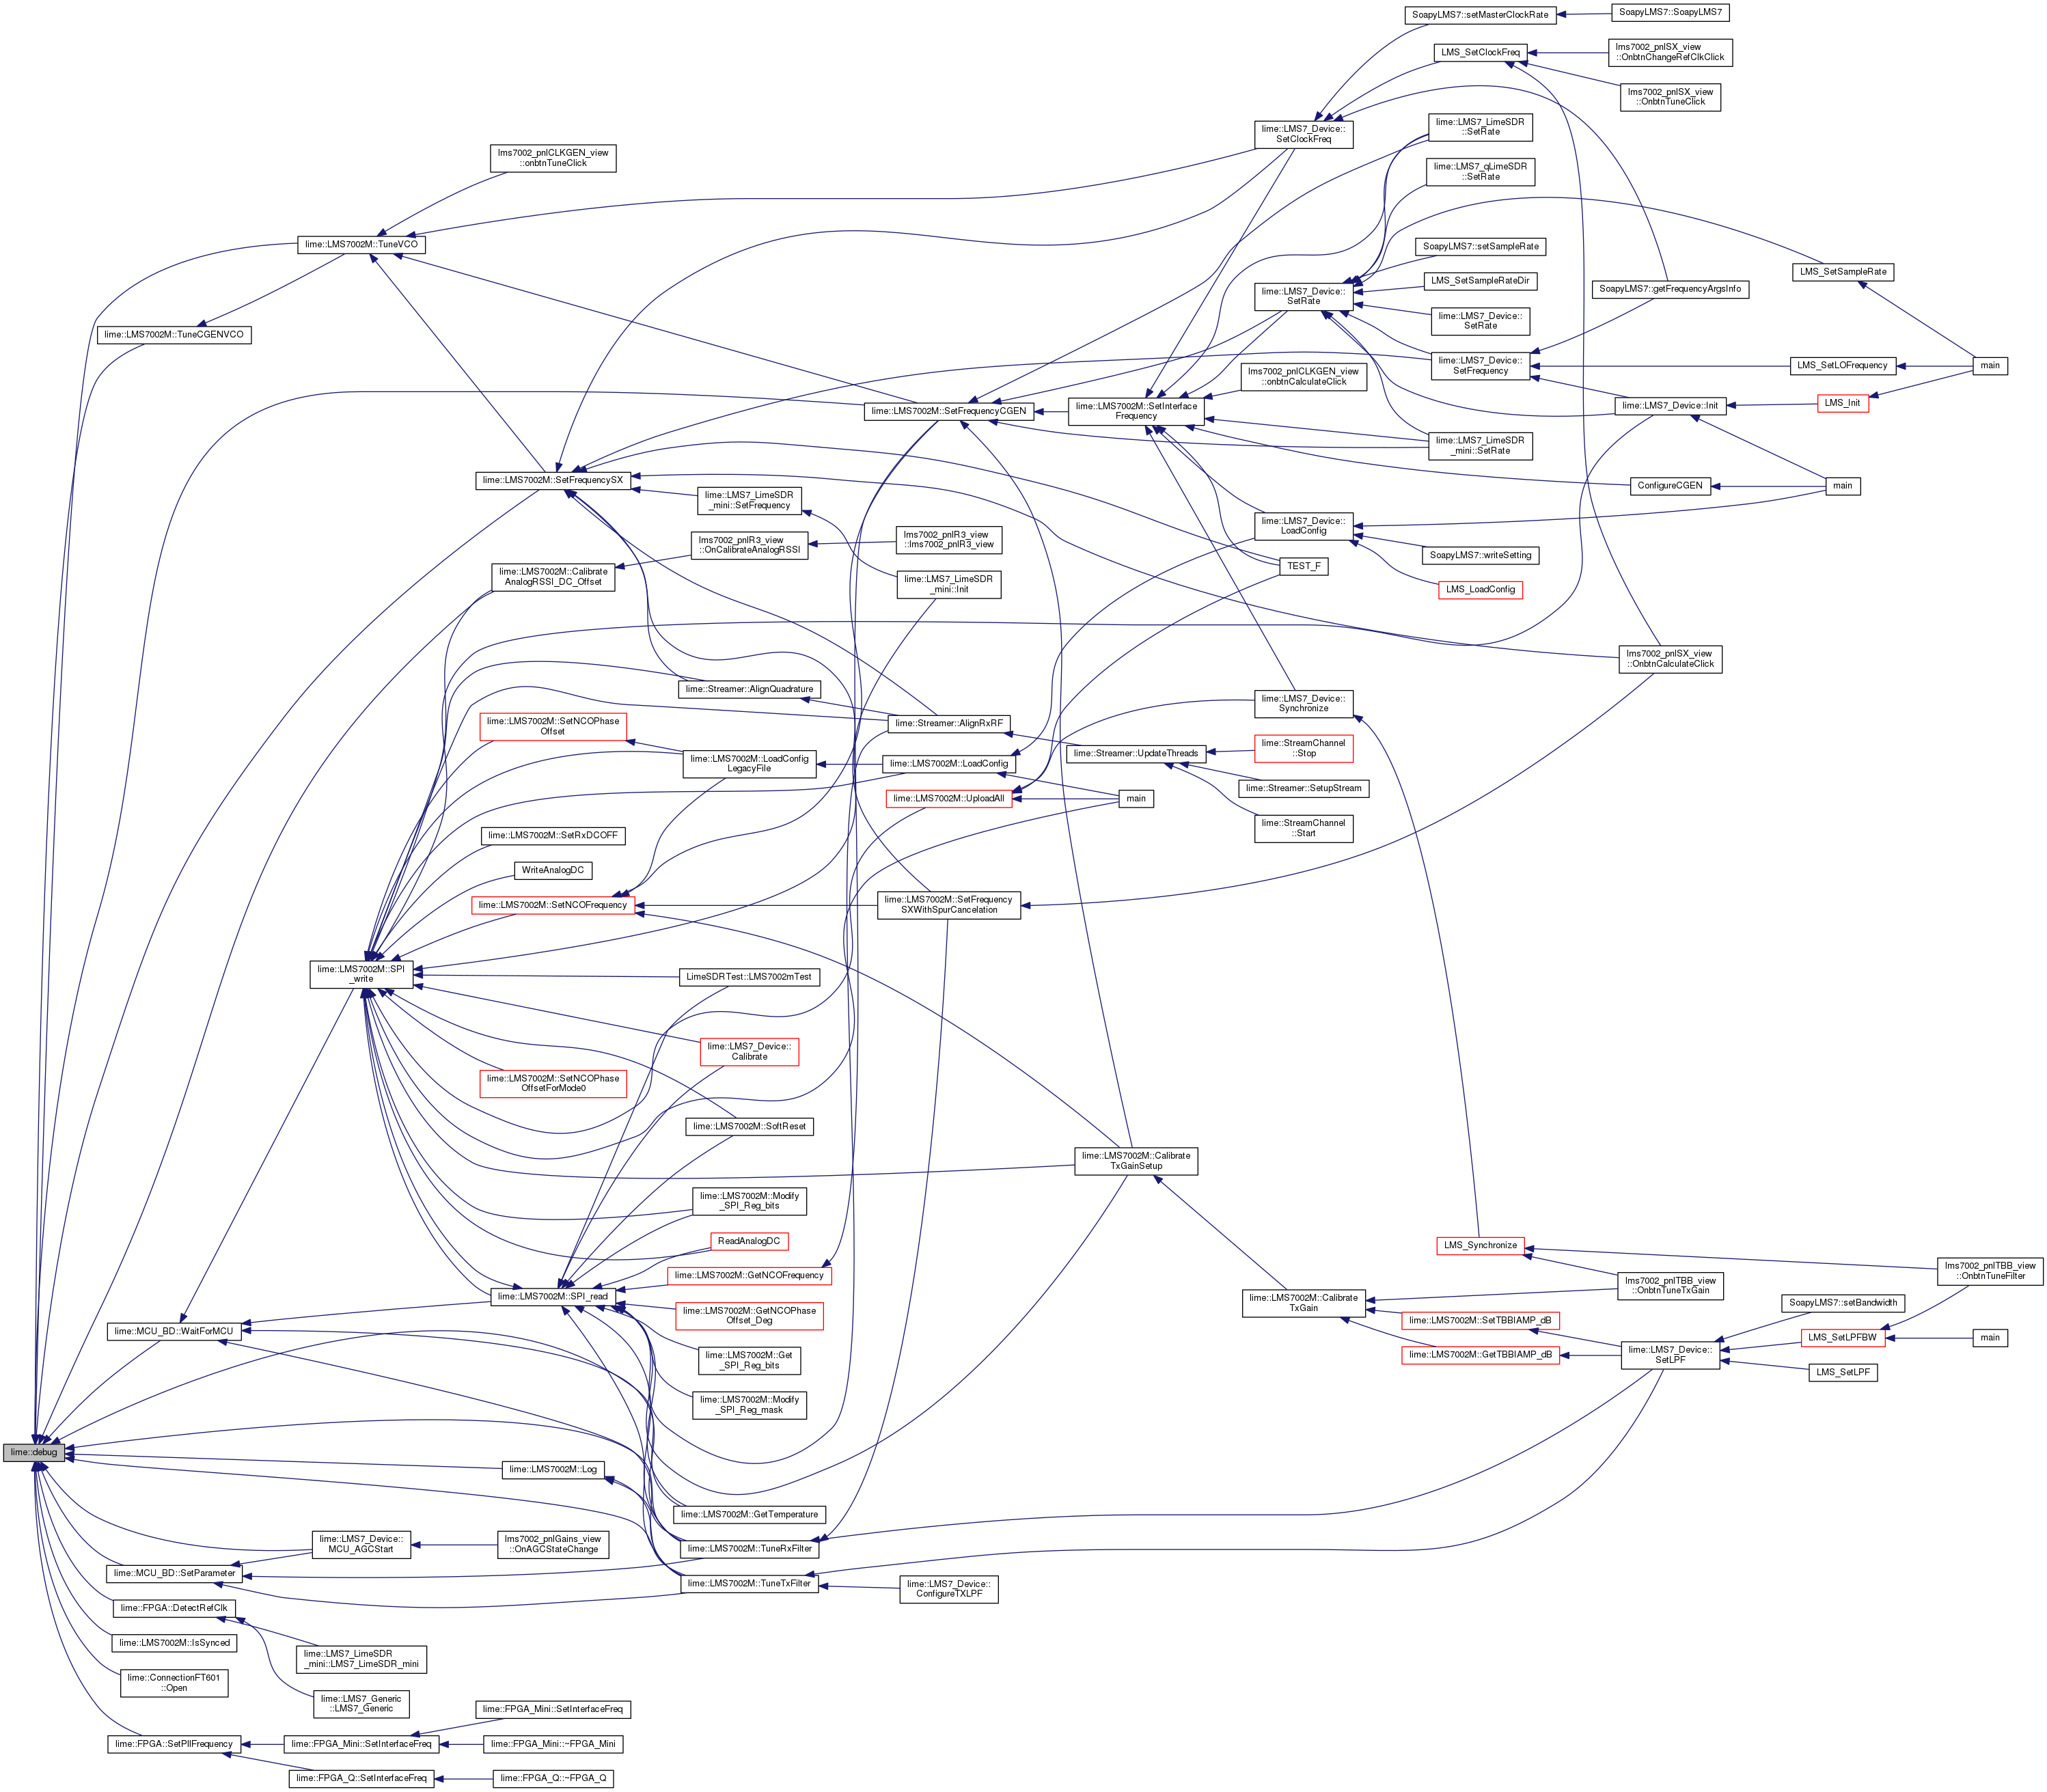 SoapyLMS7::setMasterClockRate
SoapyLMS7::SoapyLMS7
LMS_SetClockFreq
lms7002_pnlSX_view
::OnbtnChangeRefClkClick
lms7002_pnlSX_view
::OnbtnTuneClick
lime::LMS7_Device::
SetClockFreq
lime::LMS7_LimeSDR
::SetRate
lms7002_pnlCLKGEN_view
::onbtnTuneClick
lime::LMS7_qLimeSDR
::SetRate
lime::LMS7002M::TuneVCO
SoapyLMS7::setSampleRate
LMS_SetSampleRate
LMS_SetSampleRateDir
lime::LMS7_Device::
SetRate
SoapyLMS7::getFrequencyArgsInfo
lime::LMS7_Device::
SetRate
lime::LMS7002M::TuneCGENVCO
lime::LMS7_Device::
SetFrequency
LMS_SetLOFrequency
main
lms7002_pnlCLKGEN_view
::onbtnCalculateClick
lime::LMS7002M::SetFrequencyCGEN
lime::LMS7002M::SetInterface
Frequency
lime::LMS7_Device::Init
LMS_Init
lime::LMS7_LimeSDR
_mini::SetRate
lime::LMS7002M::SetFrequencySX
lime::LMS7_LimeSDR
_mini::SetFrequency
ConfigureCGEN
main
lime::LMS7_Device::
LoadConfig
lms7002_pnlR3_view
::OnCalibrateAnalogRSSI
lms7002_pnlR3_view
::lms7002_pnlR3_view
SoapyLMS7::writeSetting
lime::LMS7002M::Calibrate
AnalogRSSI_DC_Offset
lime::LMS7_LimeSDR
_mini::Init
TEST_F
LMS_LoadConfig
lms7002_pnlSX_view
::OnbtnCalculateClick
lime::Streamer::AlignQuadrature
lime::LMS7_Device::
Synchronize
lime::LMS7002M::SetNCOPhase
Offset
lime::Streamer::AlignRxRF
lime::Streamer::UpdateThreads
lime::StreamChannel
::Stop
lime::LMS7002M::LoadConfig
LegacyFile
lime::LMS7002M::LoadConfig
lime::Streamer::SetupStream
lime::LMS7002M::UploadAll
main
lime::StreamChannel
::Start
lime::LMS7002M::SetRxDCOFF
WriteAnalogDC
lime::LMS7002M::SetNCOFrequency
lime::LMS7002M::SetFrequency
SXWithSpurCancelation
lime::LMS7002M::SPI
_write
LimeSDRTest::LMS7002mTest
lime::LMS7_Device::
Calibrate
lime::LMS7002M::SetNCOPhase
OffsetForMode0
lime::LMS7002M::SoftReset
lime::LMS7002M::Calibrate
TxGainSetup
lime::LMS7002M::Modify
_SPI_Reg_bits
ReadAnalogDC
LMS_Synchronize
lime::LMS7002M::GetNCOFrequency
lms7002_pnlTBB_view
::OnbtnTuneFilter
lms7002_pnlTBB_view
::OnbtnTuneTxGain
lime::LMS7002M::SPI_read
lime::LMS7002M::Calibrate
TxGain
lime::LMS7002M::GetNCOPhase
Offset_Deg
SoapyLMS7::setBandwidth
lime::LMS7002M::SetTBBIAMP_dB
lime::MCU_BD::WaitForMCU
LMS_SetLPFBW
main
lime::LMS7002M::GetTBBIAMP_dB
lime::LMS7_Device::
SetLPF
lime::LMS7002M::Get
_SPI_Reg_bits
LMS_SetLPF
lime::LMS7002M::Modify
_SPI_Reg_mask
lime::debug
lime::LMS7002M::Log
lime::LMS7002M::GetTemperature
lime::LMS7_Device::
MCU_AGCStart
lms7002_pnlGains_view
::OnAGCStateChange
lime::LMS7002M::TuneRxFilter
lime::MCU_BD::SetParameter
lime::LMS7002M::TuneTxFilter
lime::LMS7_Device::
ConfigureTXLPF
lime::FPGA::DetectRefClk
lime::LMS7002M::IsSynced
lime::LMS7_LimeSDR
_mini::LMS7_LimeSDR_mini
lime::ConnectionFT601
::Open
lime::LMS7_Generic
::LMS7_Generic
lime::FPGA_Mini::SetInterfaceFreq
lime::FPGA::SetPllFrequency
lime::FPGA_Mini::SetInterfaceFreq
lime::FPGA_Mini::~FPGA_Mini
lime::FPGA_Q::SetInterfaceFreq
lime::FPGA_Q::~FPGA_Q